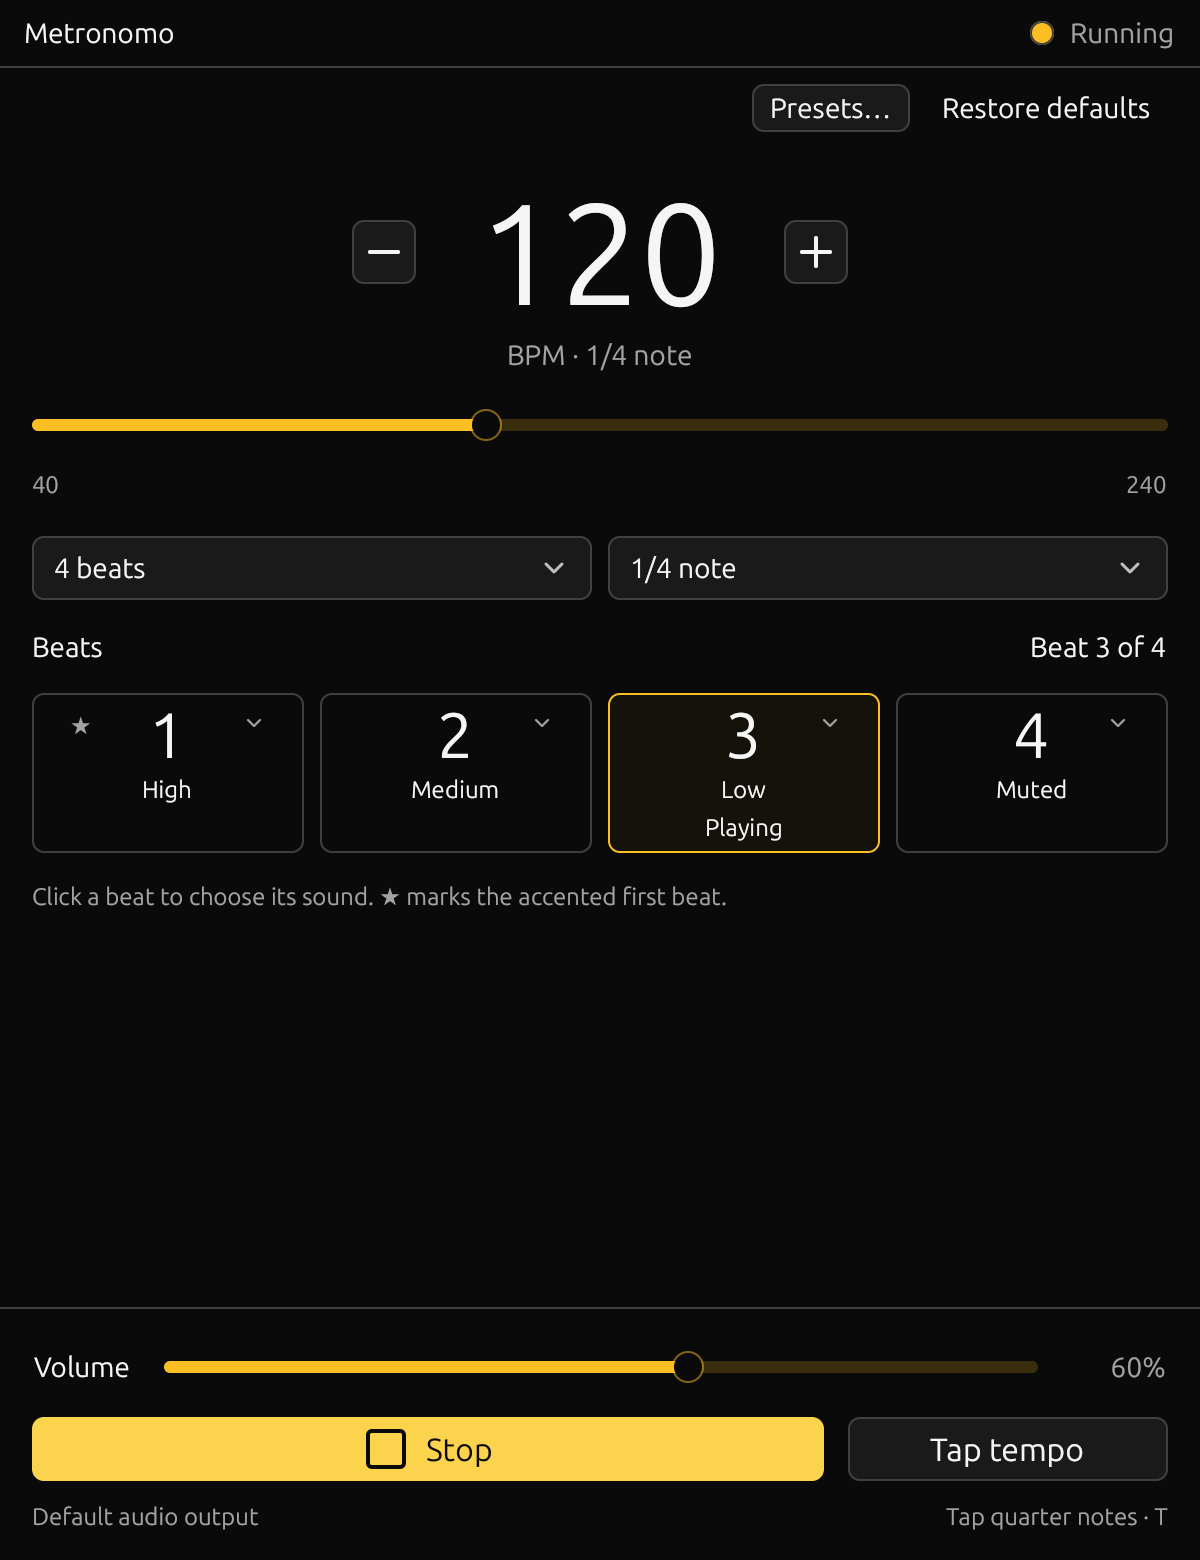 Metronomo
Running
Presets...
Restore defaults
120
BPM · 1/4 note
40
240
4 beats
1/4 note
Beats
Beat 3 of 4
★ 1
High
2
Medium
3
Low
Playing
4
Muted
Click a beat to choose its sound. ★ marks the accented first beat.
Volume
60%
Stop
Tap tempo
Default audio output
Tap quarter notes · T